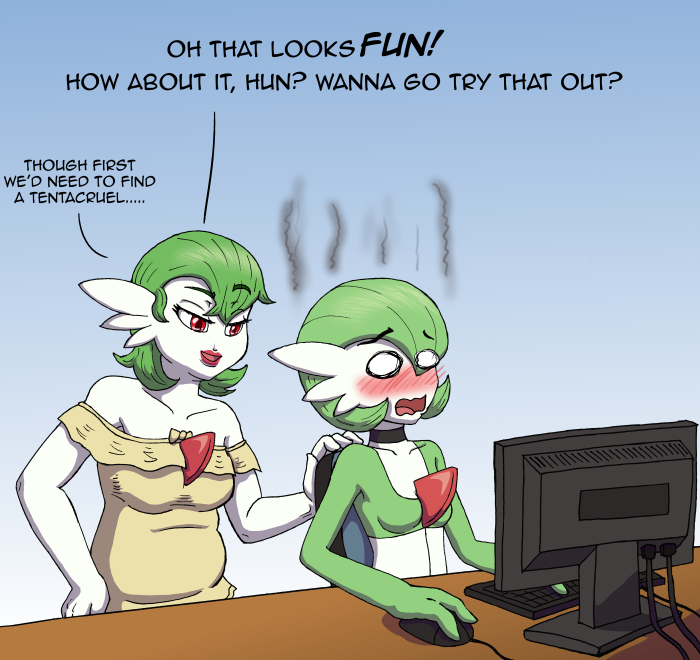 OH THAT LOOKS FUN!
HOW ABOUT IT, HUN? WANNA GO TRY THAT OUT?
THOUGH FIRST
WE'D NEED TO FIND
A TENTACRUEL.....